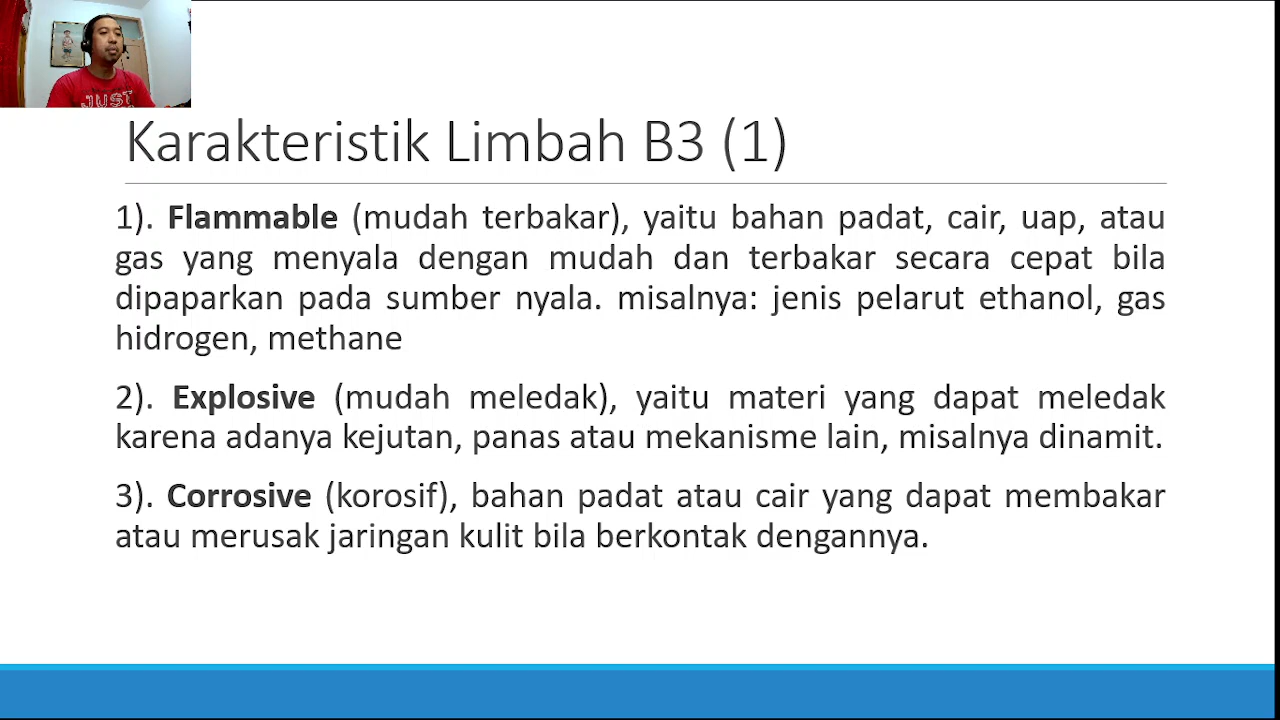 JUST
Karakteristik Limbah B3 (1)
1). Flammable (mudah terbakar), yaitu bahan padat, cair, uap, atau
gas yang menyala dengan mudah dan terbakar secara cepat bila
dipaparkan pada sumber nyala. misalnya: jenis pelarut ethanol, gas
hidrogen, methane
2). Explosive (mudah meledak), yaitu materi yang dapat meledak
karena adanya kejutan, panas atau mekanisme lain, misalnya dinamit.
3). Corrosive (korosif), bahan padat atau cair yang dapat membakar
atau merusak jaringan kulit bila berkontak dengannya.